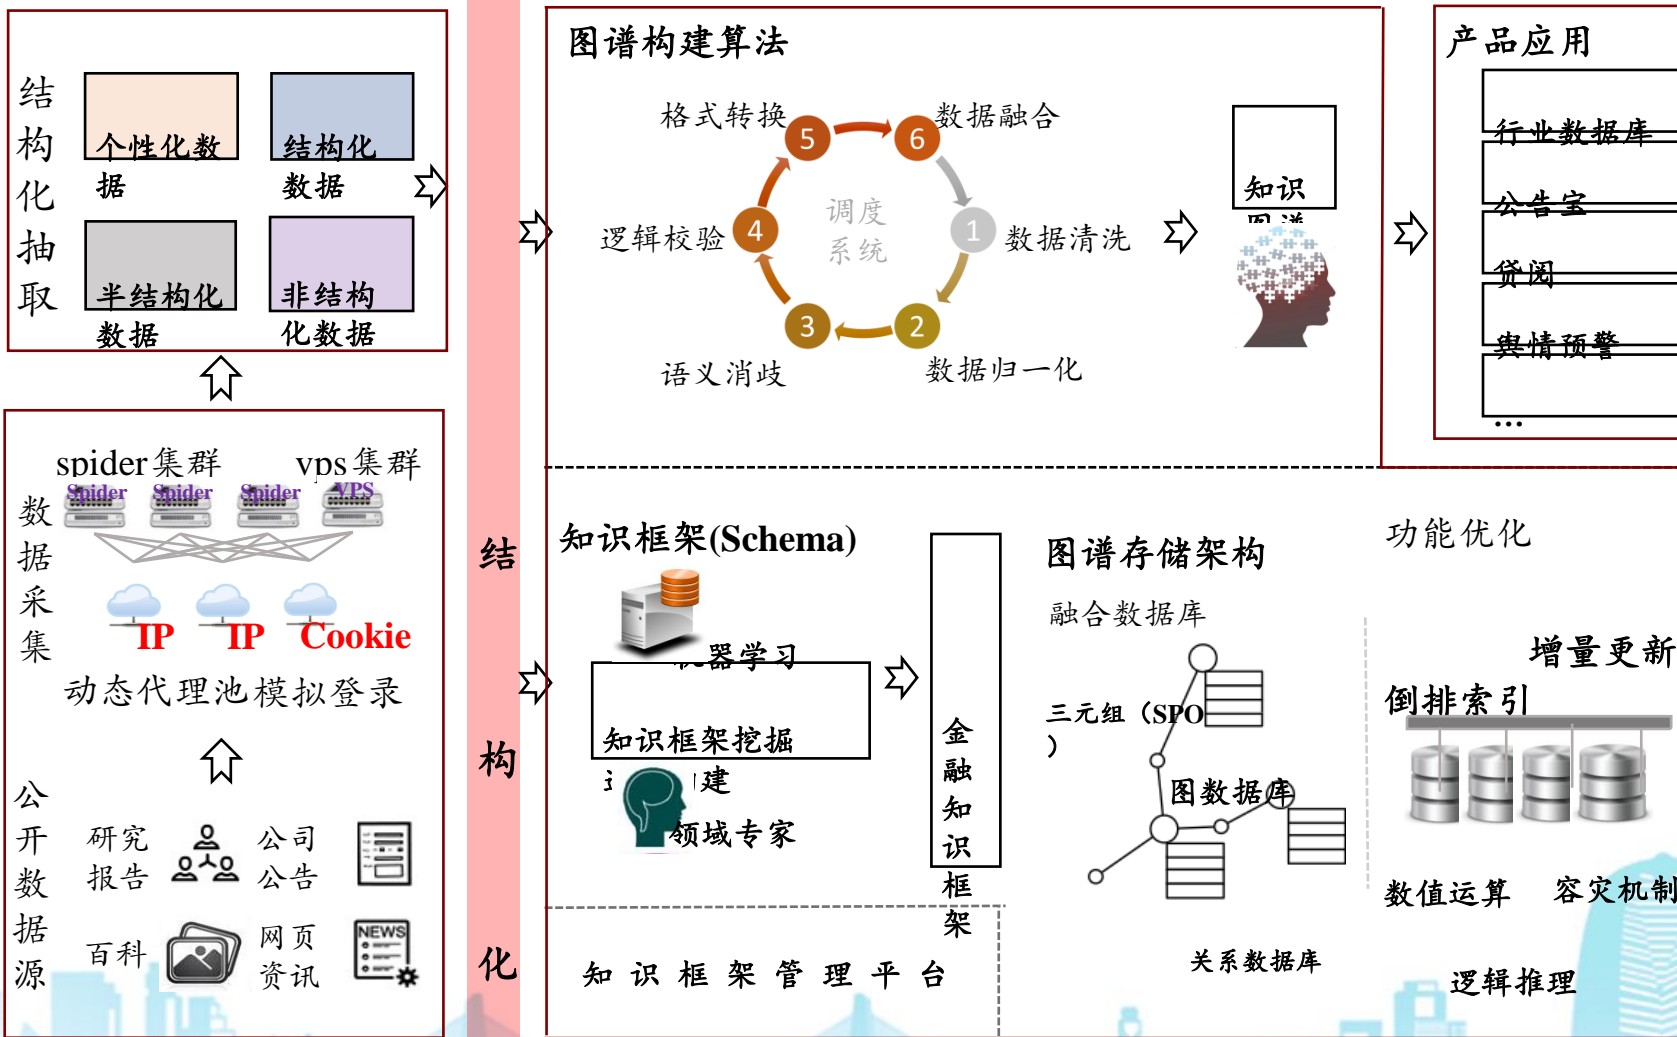 结构化抽取
个性化数
据
结构化
数据
半结构化
数据
非结构
化数据
spider集群
vps集群
Spider
Spider
Spider
VPS
数据采集
IP
IP
Cookie
动态代理池模拟登录
公开数据源
研究
报告
公司
公告
百科
网页
资讯
NEWS
结构化
图谱构建算法
格式转换
5
6
数据融合
逻辑校验
4
调度
系统
1
数据清洗
3
2
语义消歧
数据归一化
知识
图谱
产品应用
行业数据库
公告宝
贷阅
舆情预警
…
知识框架(Schema)
器学习
知识框架挖掘
建
领域专家
金融知识框架
知识框架管理平台
图谱存储架构
融合数据库
三元组（SPO
）
图数据库
关系数据库
功能优化
增量更新
倒排索引
数值运算
容灾机制
逻辑推理